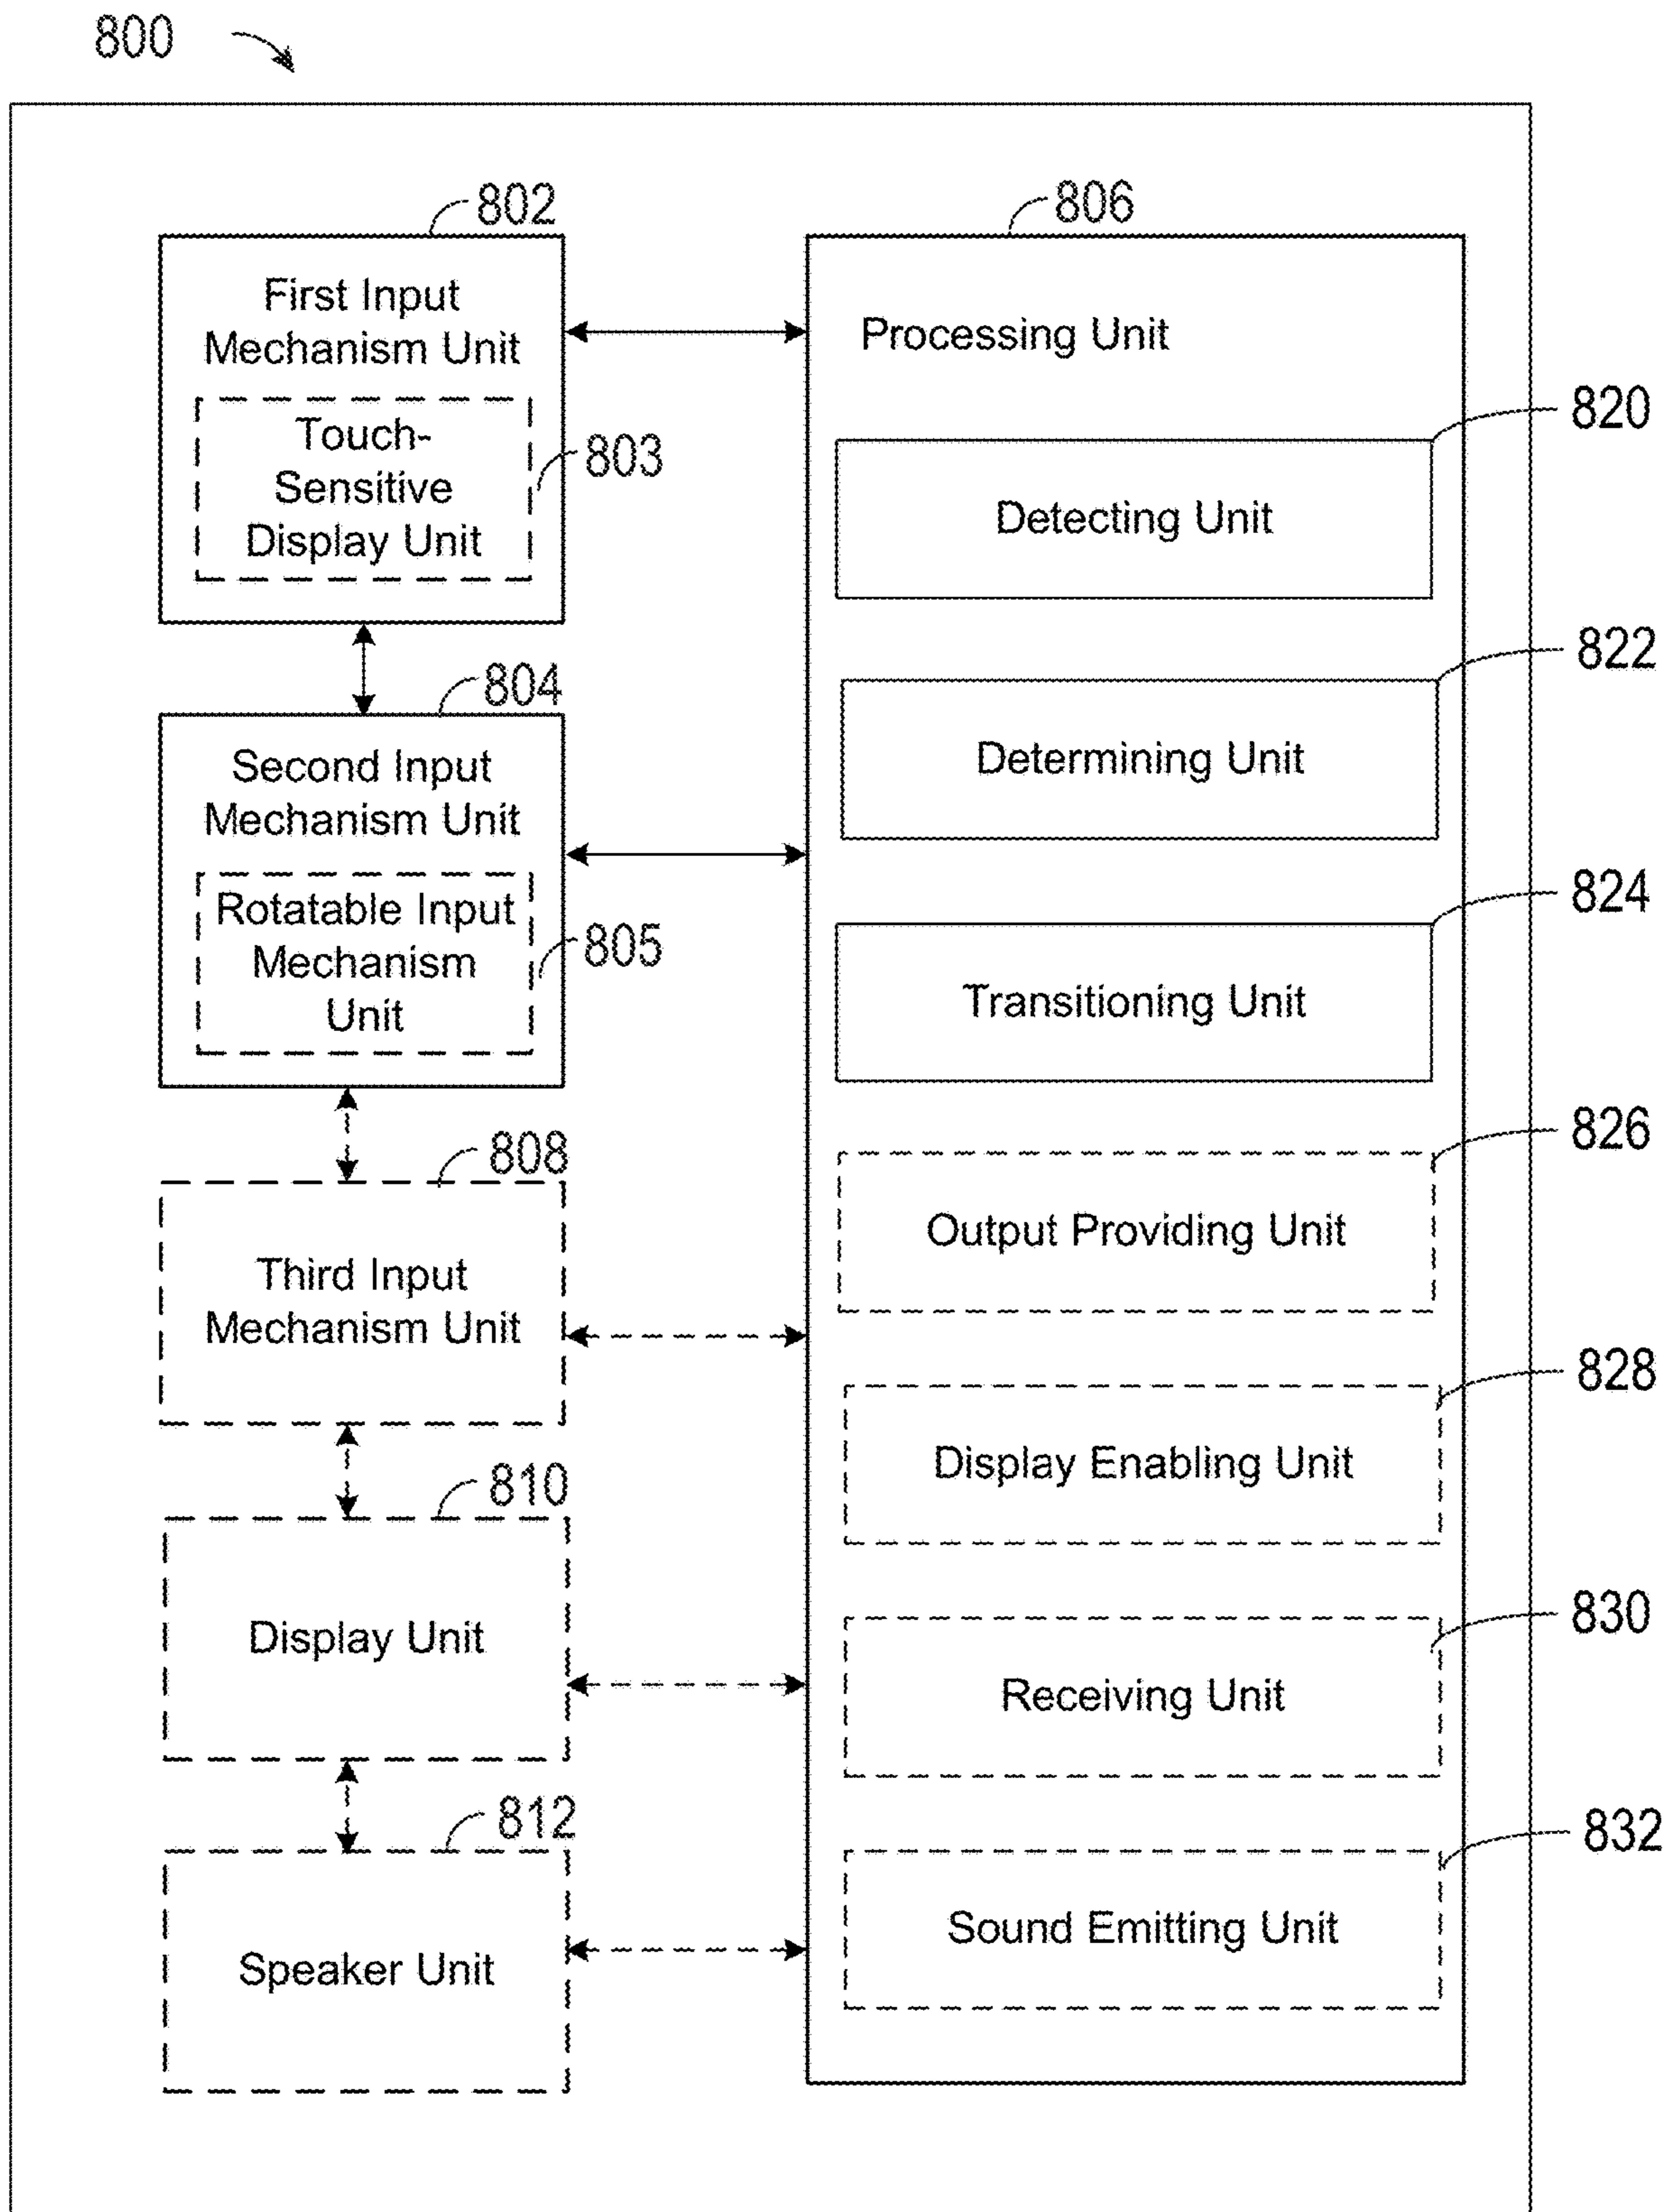 800
802
First Input
Mechanism Unit
Touch-
Sensitive
Display Unit
803
804
Second Input
Mechanism Unit
Rotatable Input
Mechanism
Unit
805
808
Third Input
Mechanism Unit
810
Display Unit
812
Speaker Unit
806
Processing Unit
820
Detecting Unit
822
Determining Unit
824
Transitioning Unit
826
Output Providing Unit
828
Display Enabling Unit
830
Receiving Unit
832
Sound Emitting Unit